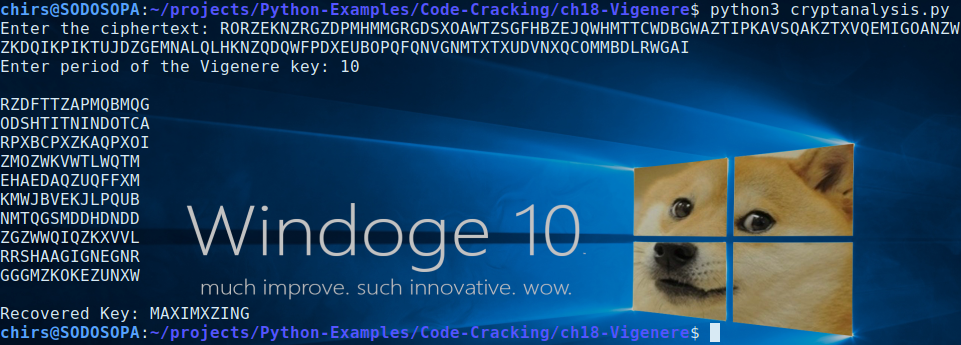 chirs@SODOSOPA:~/projects/Python-Examples/Code-Cracking/ch18-Vigenere$ python3 cryptanalysis.py
Enter the ciphertext: RORZEKNZRGZDPMHMMGRGDSXOAWTZSGFHBZEJQWHMTTCWDBGWAZTIPKAVSQAKZTXVQEMIGOANZW
ZKDQIKPIKTUJDZGEMNALQLHKNZQDQWFPDXEUBOPQFQNVGNMTXTXUDVNXQCOMMBDLRWGAI
Enter period of the Vigenere key: 10
RZDFTTZAPMQBMQG
ODSHTITNINDOTCA
RPXBCPXZKAQPXOI
ZMOZWKVWTLWQTM
EHAEDAQZUQFFXM
KMWJBVEKJLPQUB
NMTQGSMDDHDNDD
ZGZWWQIQZKXVVL
RRSHAAGIGNEGNR
GGGMZKOKEZUNXW
Windoge 10
much improve. such innovative. wow.
Recovered Key: MAXIMXZING
chirs@SODOSOPA:~/projects/Python-Examples/Code-Cracking/ch18-Vigenere$